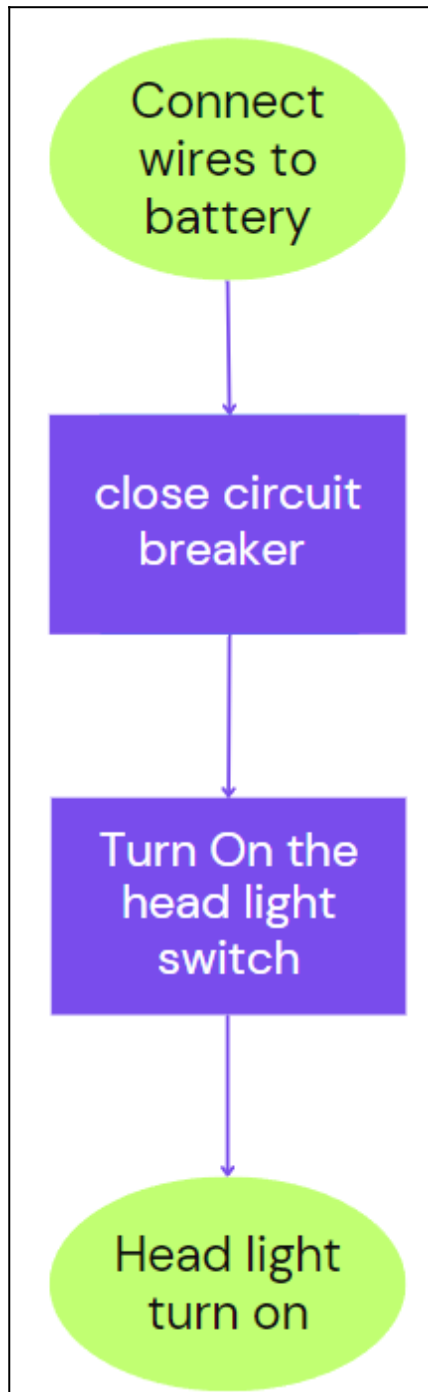 Connect
wires to
battery
close circuit
breaker
Turn On the
head light
switch
Head light
turn on